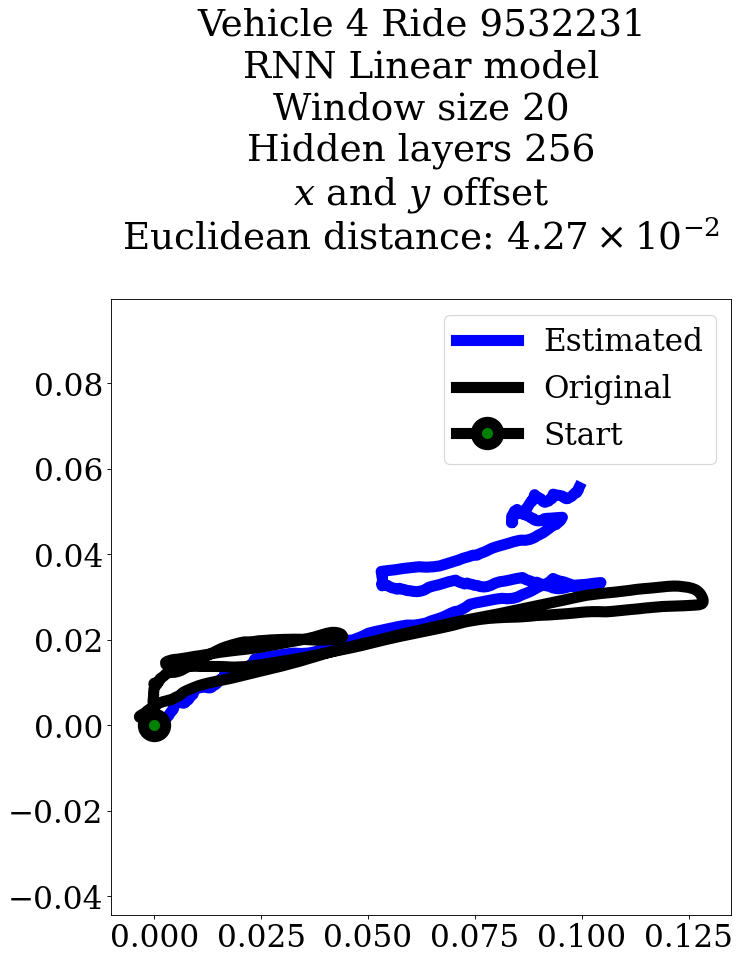 Vehicle 4 Ride 9532231
RNN Linear model
Window size 20
Hidden layers 256
x and y offset
Euclidean distance: 4.27 × 10⁻²
Estimated
Original
Start
0.08
0.06
0.04
0.02
0.00
−0.02
−0.04
0.000 0.025 0.050 0.075 0.100 0.125